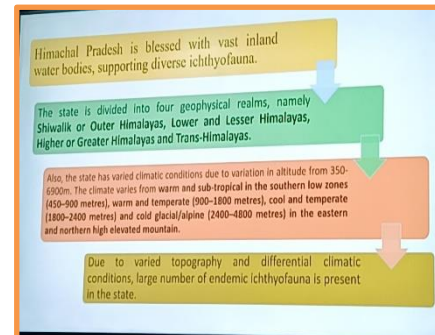 Himachal Pradesh is blessed with vast inland
water bodies, supporting diverse ichthyofauna.
The state is divided into four geophysical realms, namely
Shiwalik or Outer Himalayas, Lower and Lesser Himalayas,
Higher or Greater Himalayas and Trans-Himalayas.
Also, the state has varied climatic conditions due to variation in altitude from 350-
6900m. The climate varies from warm and sub-tropical in the southern low zones
(450–900 metres), warm and temperate (900–1800 metres), cool and temperate
(1800–2400 metres) and cold glacial/alpine (2400–4800 metres) in the eastern
and northern high elevated mountain.
Due to varied topography and differential climatic
conditions, large number of endemic ichthyofauna is present
in the state.